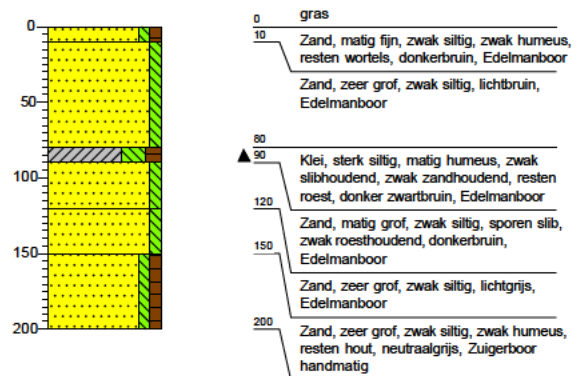 0
50
100
150
200
0
gras
10
Zand, matig fijn, zwak siltig, zwak humeus,
resten wortels, donkerbruin, Edelmanboor
Zand, zeer grof, zwak siltig, lichtbruin,
Edelmanboor
80
90
Klei, sterk siltig, matig humeus, zwak
slibhoudend, zwak zandhoudend, resten
roest, donker zwartbruin, Edelmanboor
120
Zand, matig grof, zwak siltig, sporen slib,
zwak roesthoudend, donkerbruin,
Edelmanboor
150
Zand, zeer grof, zwak siltig, lichtgrijs,
Edelmanboor
200
Zand, zeer grof, zwak siltig, zwak humeus,
resten hout, neutraalgrijs, Zuigerboor
handmatig